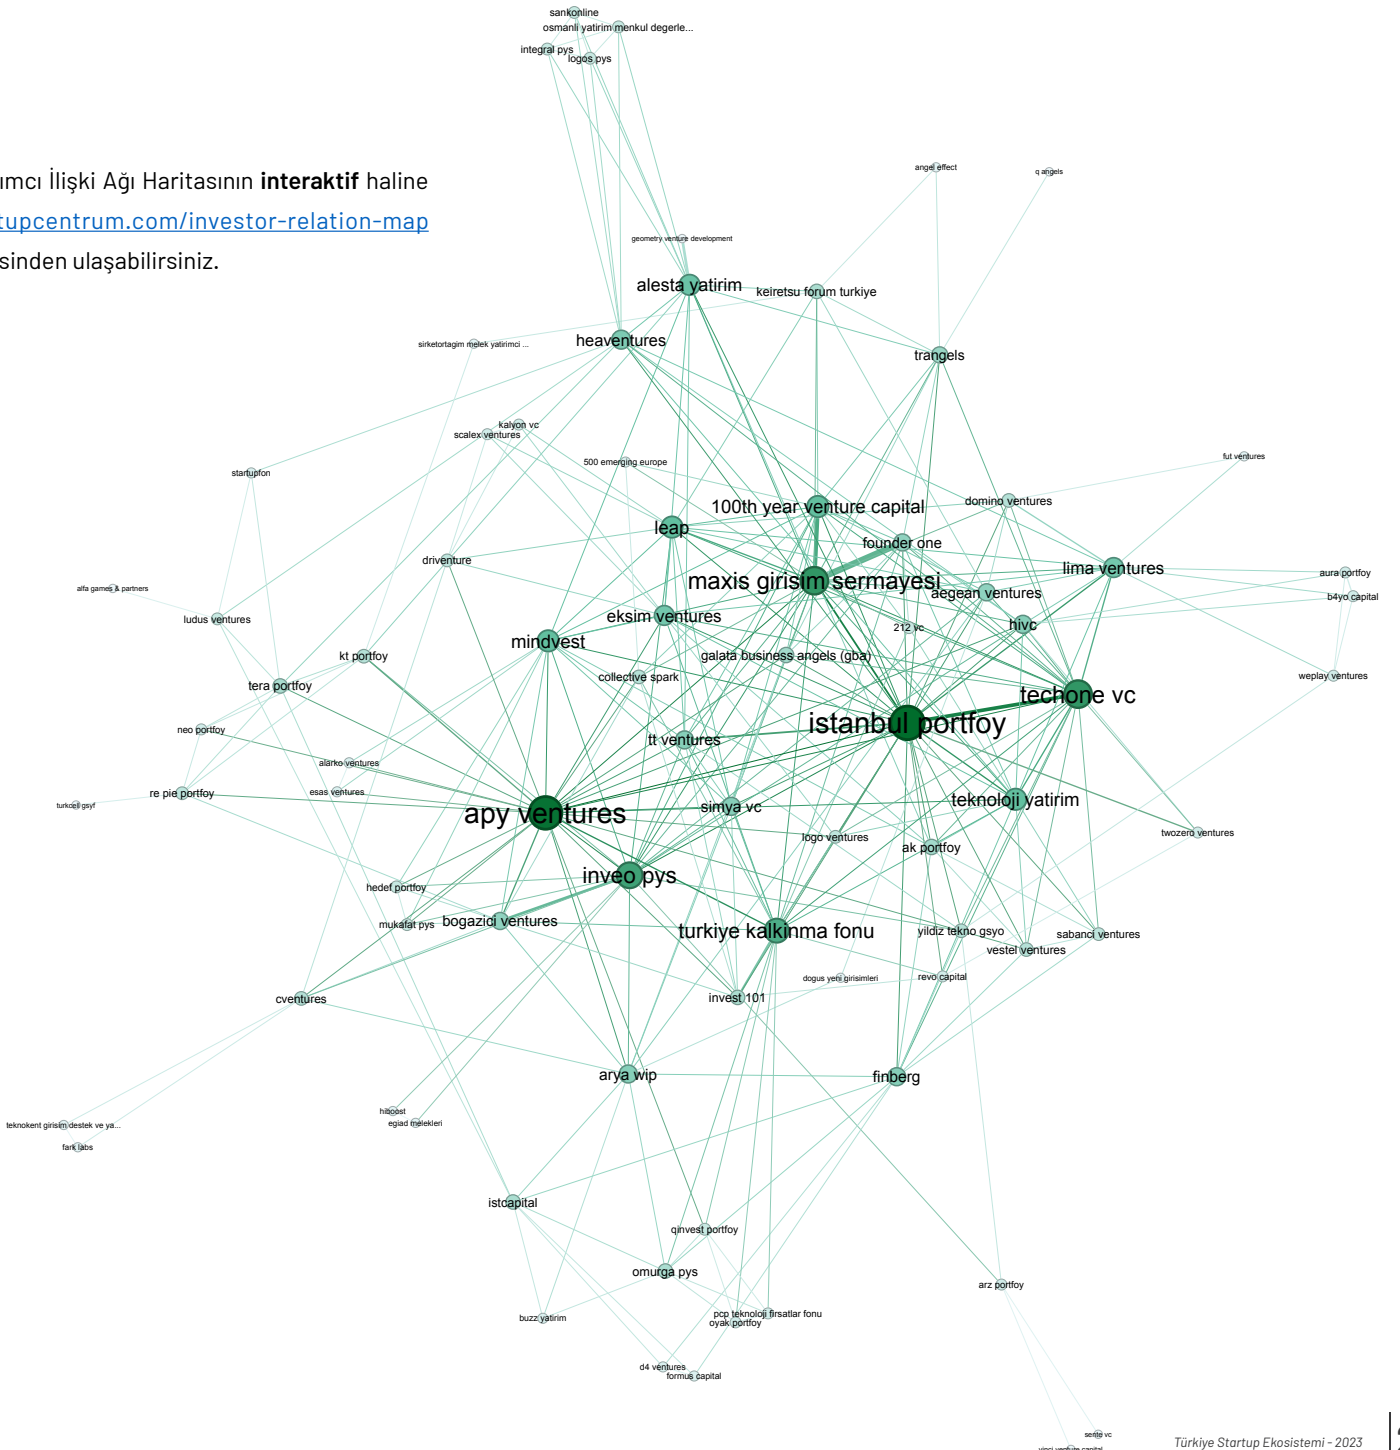 sankonline
osmanli yatirim menkul degerle...
integral pys
logos pys
ımcı İlişki Ağı Haritasının interaktif haline
tupcentrum.com/investor-relation-map
sinden ulaşabilirsiniz.
angel effect
q angels
geometry venture development
alesta yatirim
keiretsu forum turkiye
heaventures
sirketortagim melek yatirimci ...
trangels
kalyon vc
scalex ventures
500 emerging europe
fut ventures
startupfon
domino ventures
100th year venture capital
leap
founder one
driventure
lima ventures
aura portfoy
maxis girisim sermayesi
alfa games & partners
aegean ventures
b4yo capital
ludus ventures
eksim ventures
212 vc
hivc
mindvest
kt portfoy
galata business angels (gba)
collective spark
weplay ventures
tera portfoy
techone vc
istanbul portfoy
neo portfoy
tt ventures
alarko ventures
esas ventures
re pie portfoy
turkcell gsyf
teknoloji yatirim
simya vc
apy ventures
logo ventures
twozero ventures
ak portfoy
inveo pys
hedef portfoy
mukafat pys
bogazici ventures
turkiye kalkinma fonu
yildiz tekno gsyo
sabanci ventures
vestel ventures
dogus yeni girisimleri
revo capital
cventures
invest 101
arya wip
finberg
hiboost
egiad melekleri
teknokent girisim destek ve ya...
fark labs
istcapital
qinvest portfoy
omurga pys
arz portfoy
buzz yatirim
pcp teknoloji firsatlar fonu
oyak portfoy
d4 ventures
formus capital
sente vc
vinci venture capital
Türkiye Startup Ekosistemi - 2023